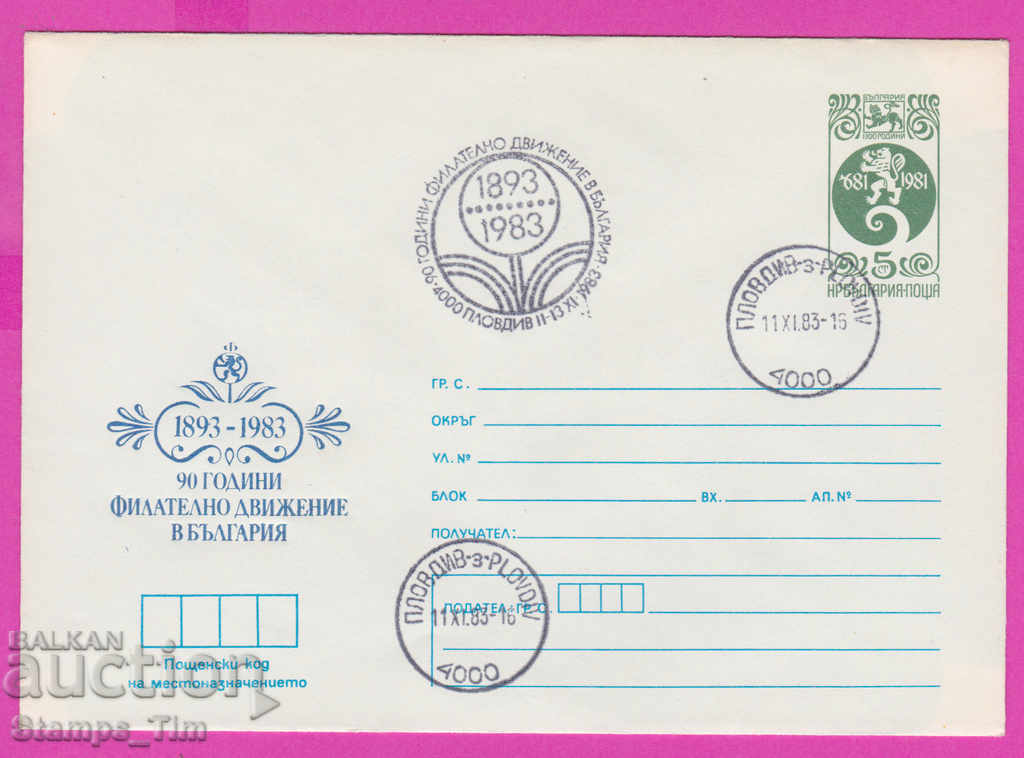 БЪЛГАРИЯ
1300 ГОДИНИ
681 1981
5 СТ
НР БЪЛГАРИЯ·ПОЩА
90 ГОДИНИ ФИЛАТЕЛНО ДВИЖЕНИЕ В БЪЛГАРИЯ · 4000 ПЛОВДИВ 11-13 XI 1983
1893
1983
ПЛОВДИВ-3-PLOVDIV
11 XI.83-16
4000
ГР. С.
ОКРЪГ
УЛ. №
БЛОК ВХ. АП. №
ПОЛУЧАТЕЛ:
1893-1983
90 ГОДИНИ
ФИЛАТЕЛНО ДВИЖЕНИЕ
В БЪЛГАРИЯ
ПЛОВДИВ-3-PLOVDIV
ПОДАТЕЛ: ГР. С.
11 XI.83-16
4000
Пощенски код
на местоназначението
BALKAN
auction
Stamps_Tim